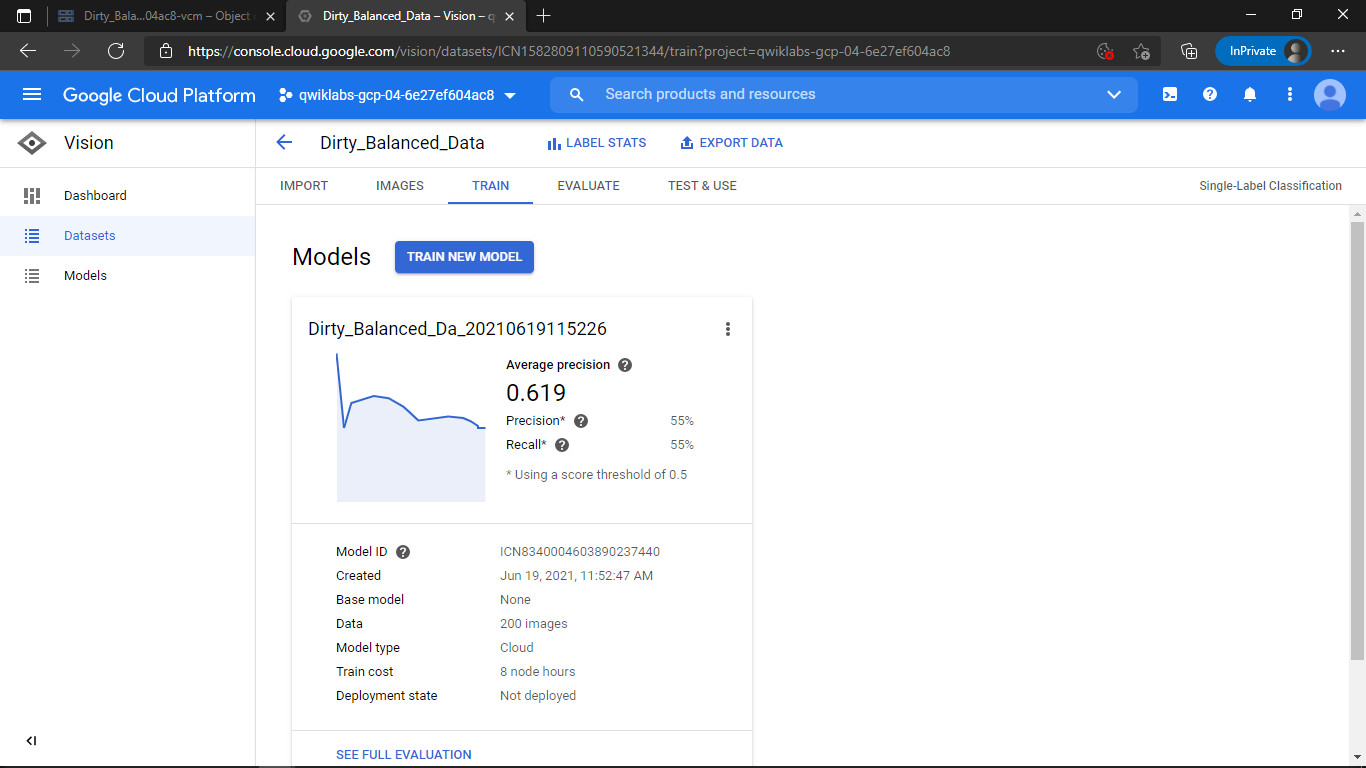 Dirty_Bala...04ac8-vcm – Object
Dirty_Balanced_Data – Vision – q
https://console.cloud.google.com/vision/datasets/ICN1582809110590521344/train?project=qwiklabs-gcp-04-6e27ef604ac8
InPrivate
Google Cloud Platform
qwiklabs-gcp-04-6e27ef604ac8
Search products and resources
Vision
Dirty_Balanced_Data
LABEL STATS
EXPORT DATA
Dashboard
Datasets
Models
IMPORT
IMAGES
TRAIN
EVALUATE
TEST & USE
Single-Label Classification
Models
TRAIN NEW MODEL
Dirty_Balanced_Da_20210619115226
Average precision ?
0.619
Precision* ? 55%
Recall* ? 55%
* Using a score threshold of 0.5
Model ID ? ICN8340004603890237440
Created Jun 19, 2021, 11:52:47 AM
Base model None
Data 200 images
Model type Cloud
Train cost 8 node hours
Deployment state Not deployed
SEE FULL EVALUATION